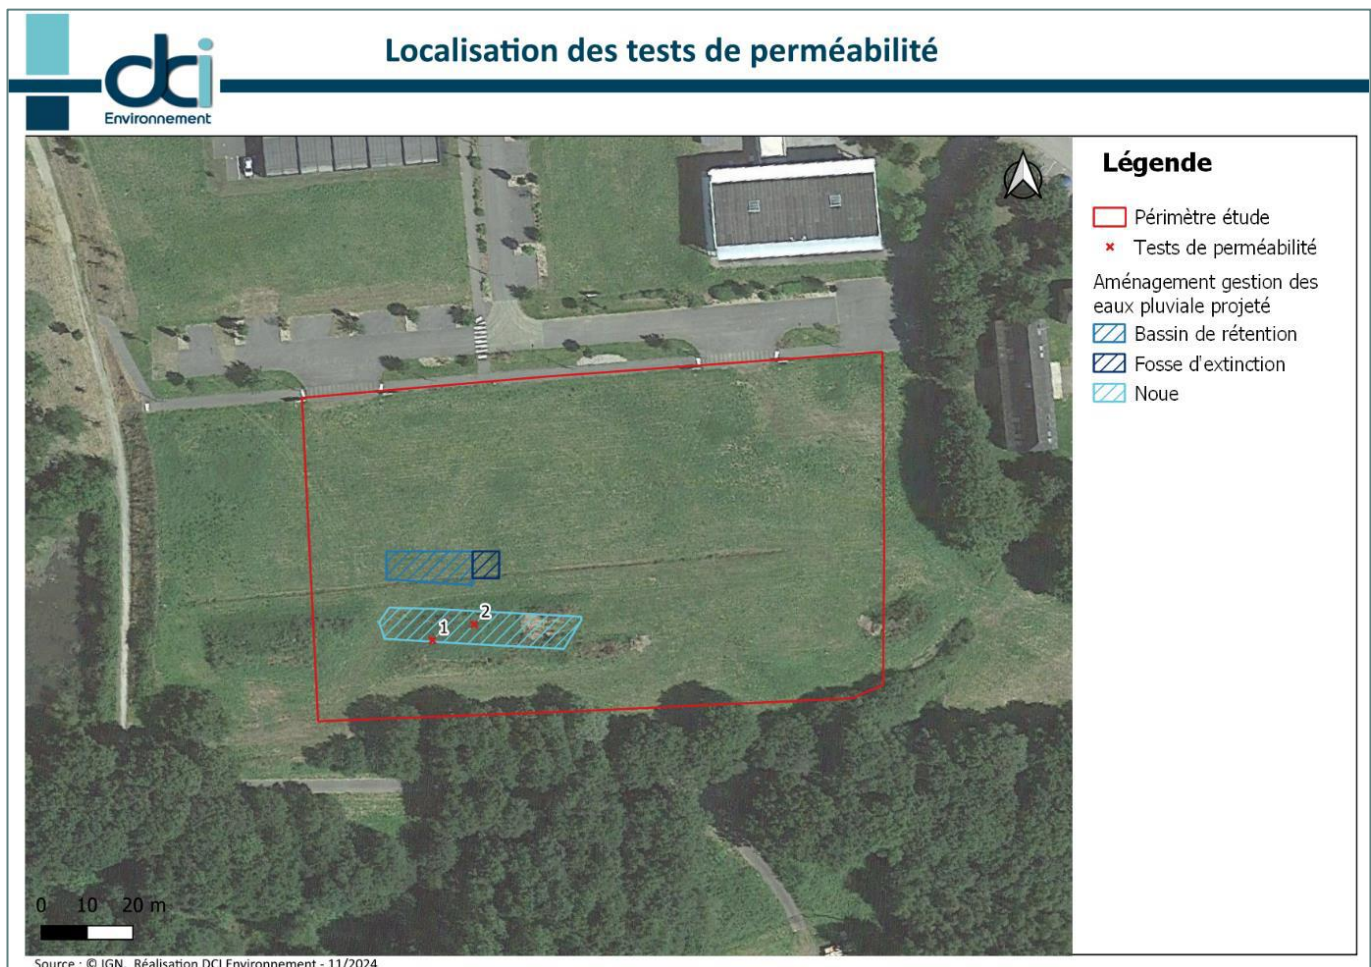 Localisation des tests de perméabilité
dci
Environnement
Légende
Périmètre étude
Tests de perméabilité
Aménagement gestion des
eaux pluviale projeté
Bassin de rétention
Fosse d'extinction
Noue
2
1
0 10 20 m
Source : © IGN, Réalisation DCI Environnement - 11/2024